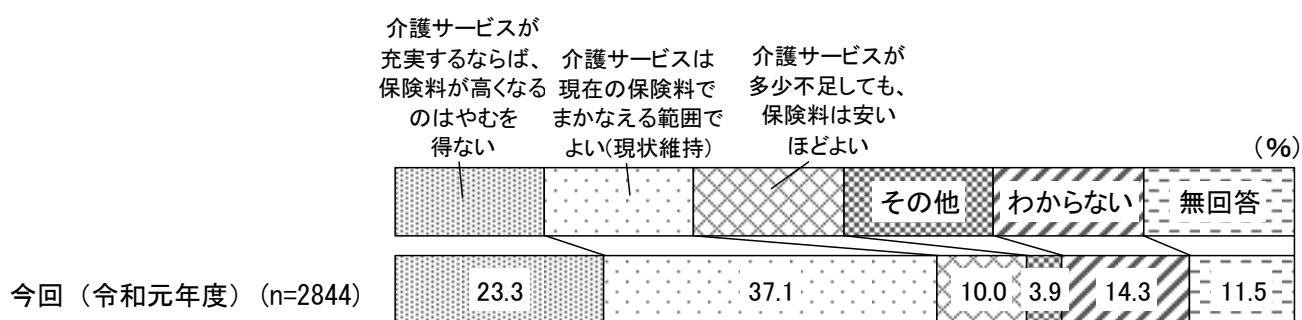 介護サービスが
充実するならば、
保険料が高くなる
のはやむを
得ない
介護サービスは
現在の保険料で
まかなえる範囲で
よい(現状維持)
介護サービスが
多少不足しても、
保険料は安い
ほどよい
(%)
その他
わからない
無回答
今回（令和元年度）(n=2844)
23.3
37.1
10.0
3.9
14.3
11.5